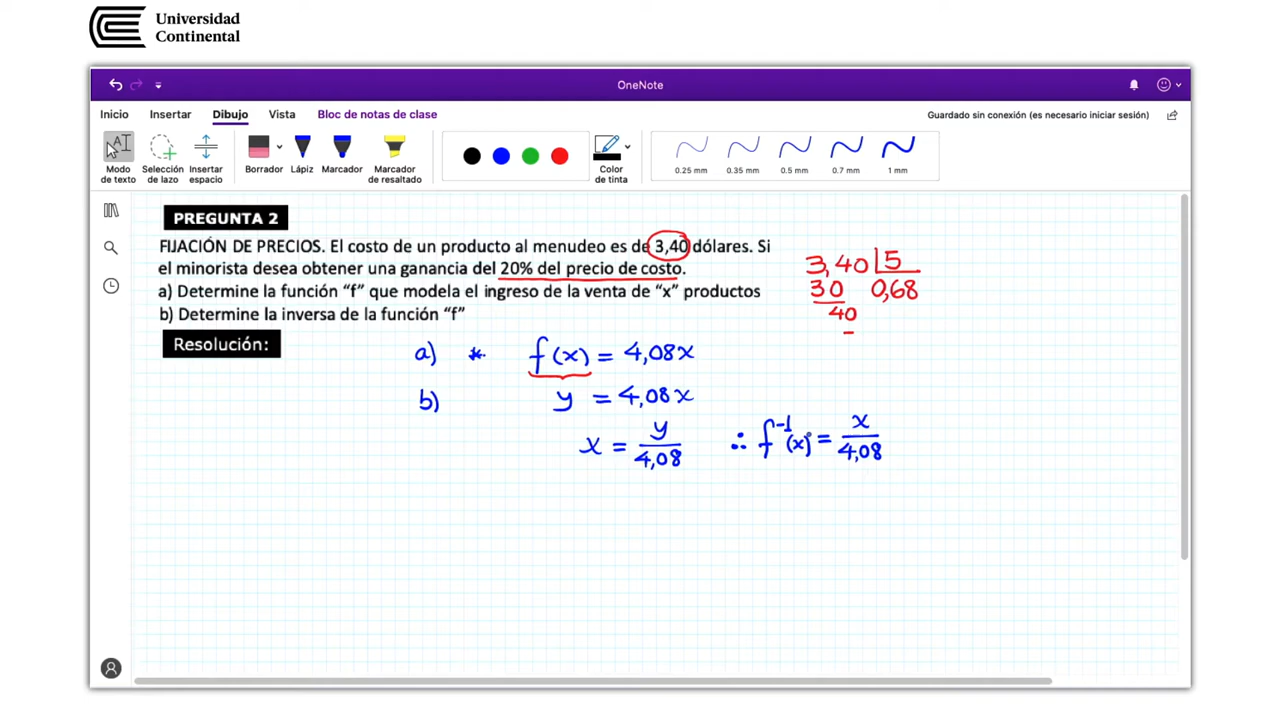 Universidad
Continental
OneNote
Inicio Insertar Dibujo Vista Bloc de notas de clase
Guardado sin conexión (es necesario iniciar sesión)
Modo de texto
Selección de lazo
Insertar espacio
Borrador
Lápiz
Marcador
Marcador de resaltado
Color de tinta
0.25 mm 0.35 mm 0.5 mm 0.7 mm 1 mm
PREGUNTA 2
FIJACIÓN DE PRECIOS. El costo de un producto al menudeo es de 3,40 dólares. Si
el minorista desea obtener una ganancia del 20% del precio de costo.
a) Determine la función “f” que modela el ingreso de la venta de “x” productos
b) Determine la inversa de la función “f”
3,40 | 5
30 0,68
40
Resolución:
a) * f(x) = 4,08x
b) y = 4,08x
x = y/4,08 ∴ f⁻¹(x) = x/4,08